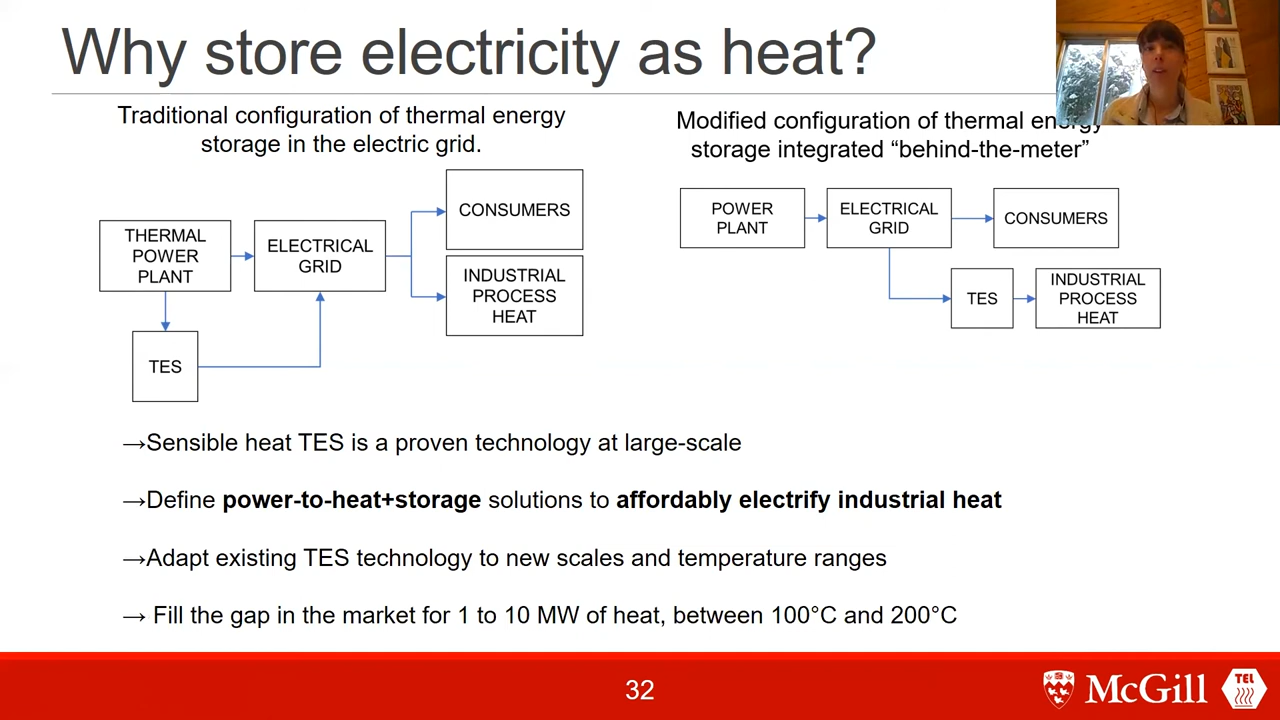 Why store electricity as heat?
Traditional configuration of thermal energy
storage in the electric grid.
THERMAL
POWER
PLANT
ELECTRICAL
GRID
CONSUMERS
INDUSTRIAL
PROCESS
HEAT
TES
Modified configuration of thermal energy
storage integrated “behind-the-meter”
POWER
PLANT
ELECTRICAL
GRID
CONSUMERS
TES
INDUSTRIAL
PROCESS
HEAT
→Sensible heat TES is a proven technology at large-scale
→Define power-to-heat+storage solutions to affordably electrify industrial heat
→Adapt existing TES technology to new scales and temperature ranges
→ Fill the gap in the market for 1 to 10 MW of heat, between 100°C and 200°C
32
McGill
TEL